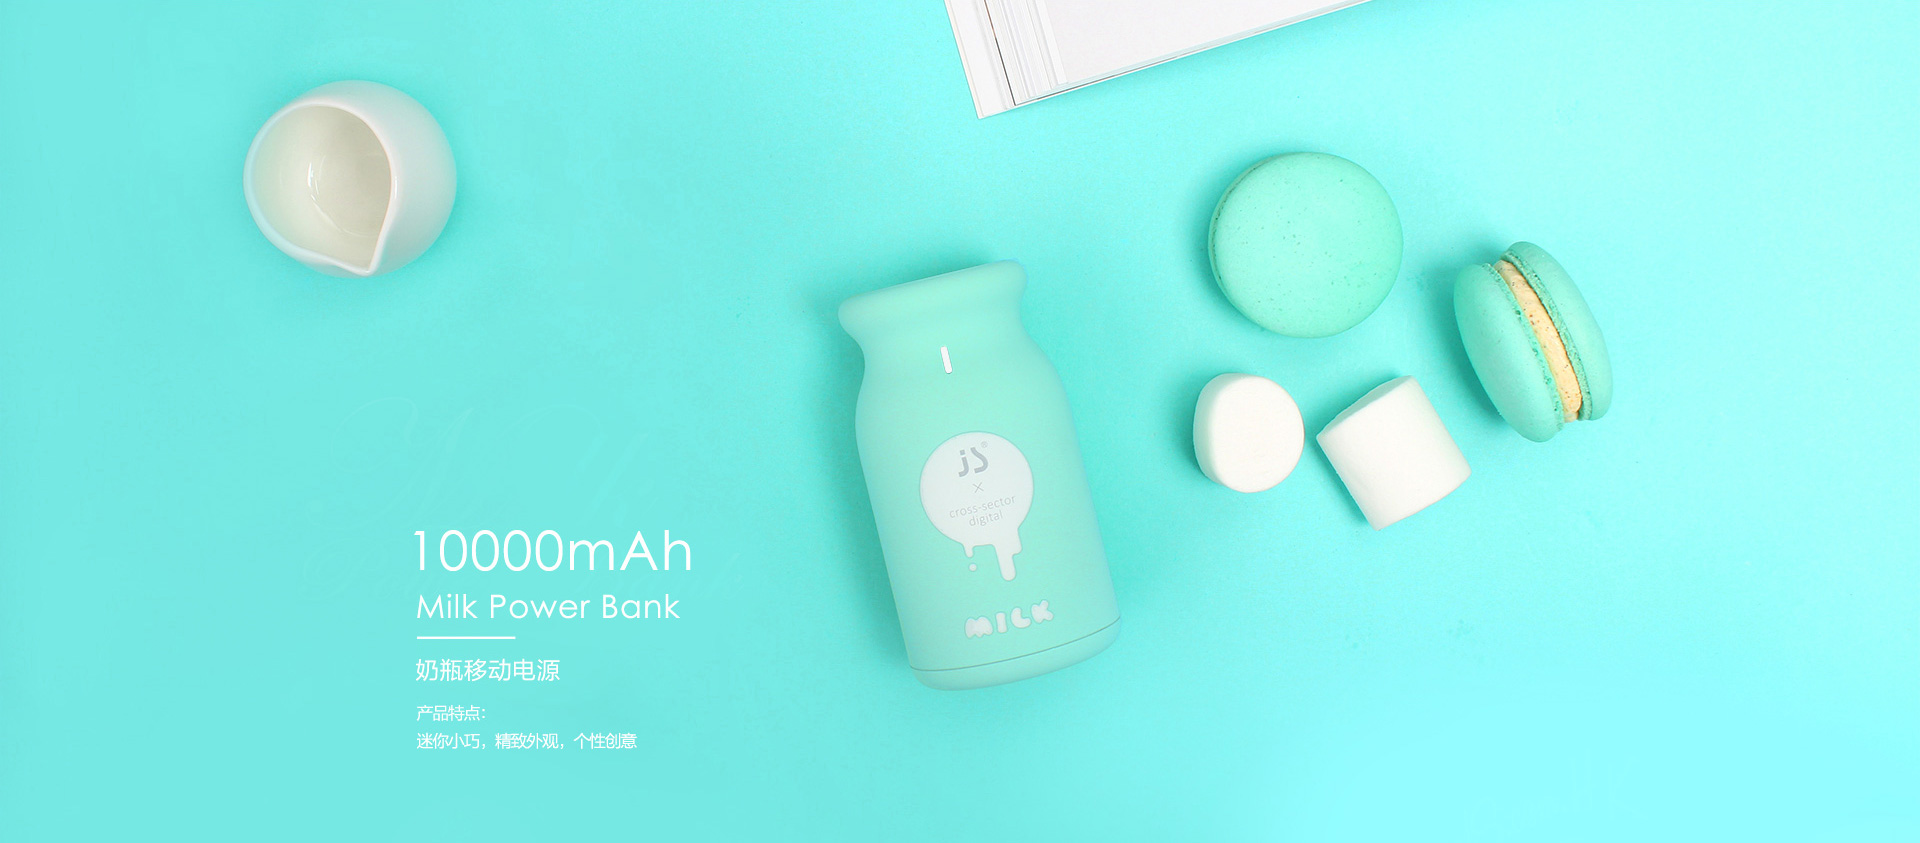 10000mAh
Milk Power Bank
奶瓶移动电源
产品特点：
迷你小巧，精致外观，个性创意
JS®
×
cross-sector
digital
MILK